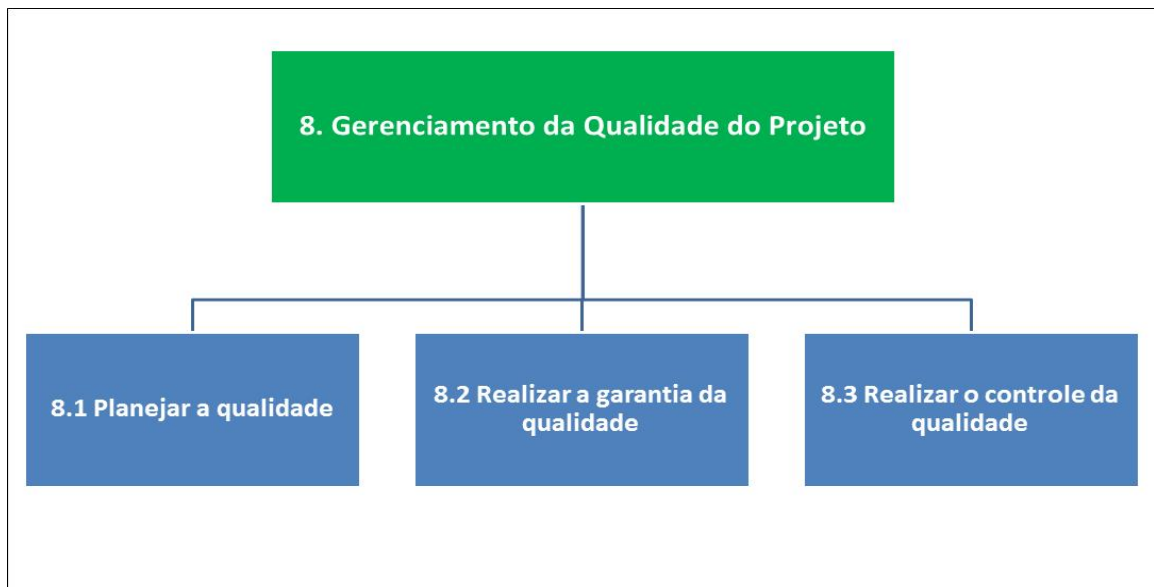 8. Gerenciamento da Qualidade do Projeto
8.1 Planejar a qualidade
8.2 Realizar a garantia da
qualidade
8.3 Realizar o controle da
qualidade